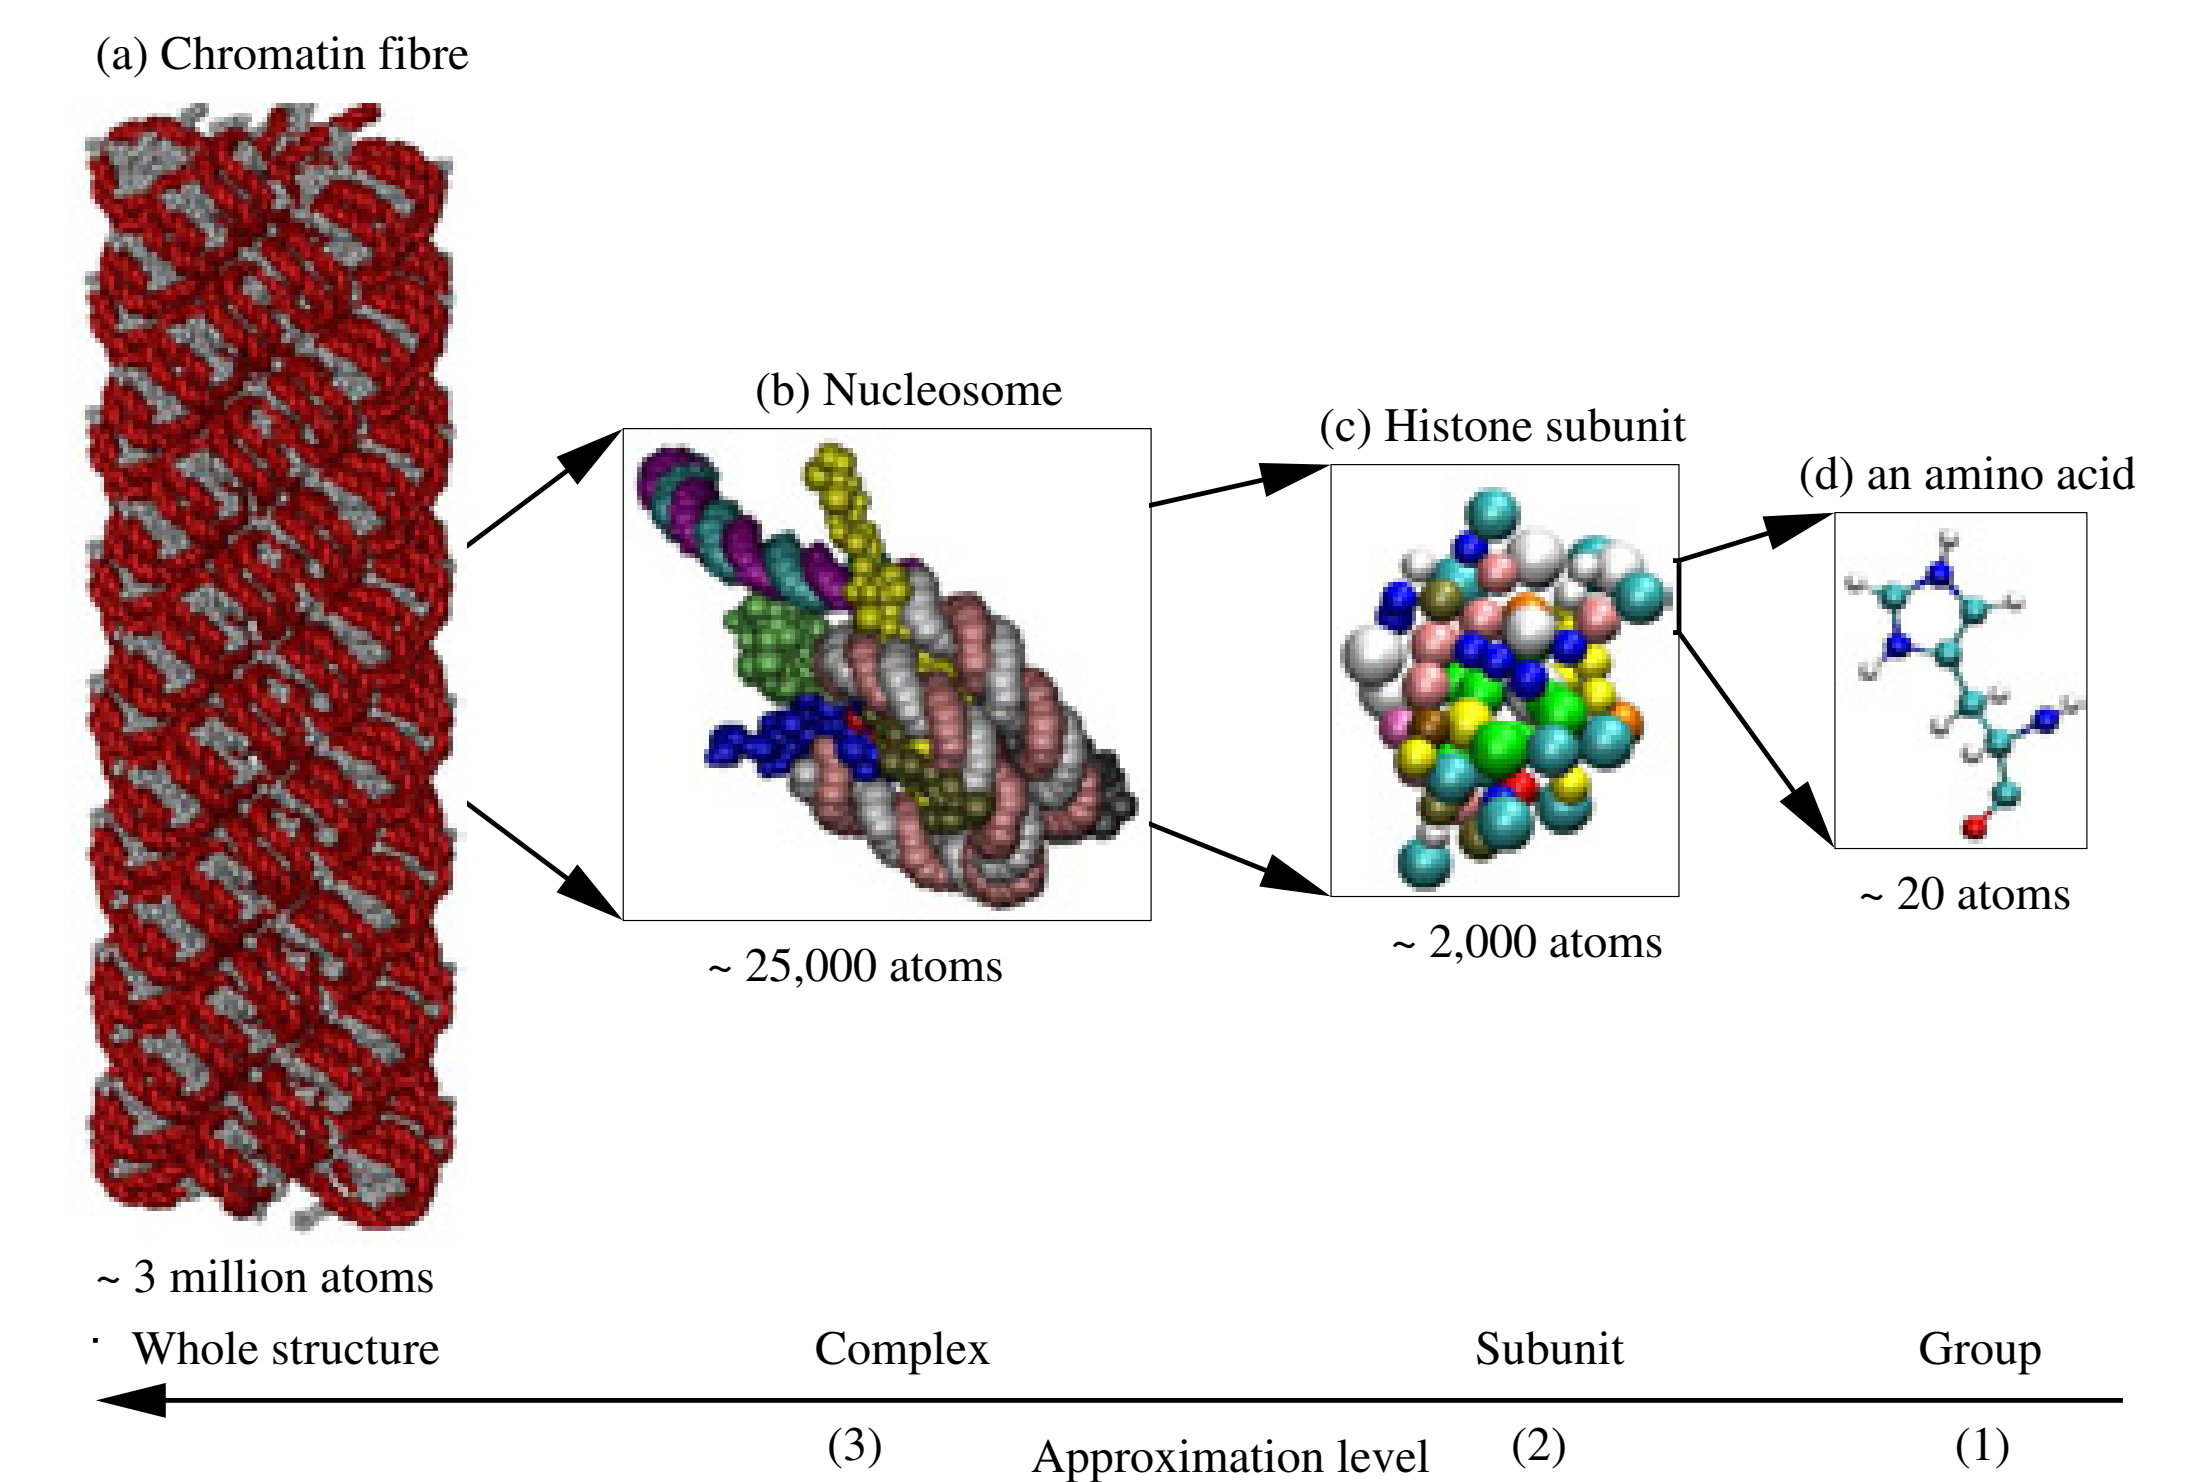 (a) Chromatin fibre
(b) Nucleosome
(c) Histone subunit
(d) an amino acid
~ 20 atoms
~ 2,000 atoms
~ 25,000 atoms
~ 3 million atoms
Whole structure Complex Subunit Group
(3) Approximation level (2) (1)